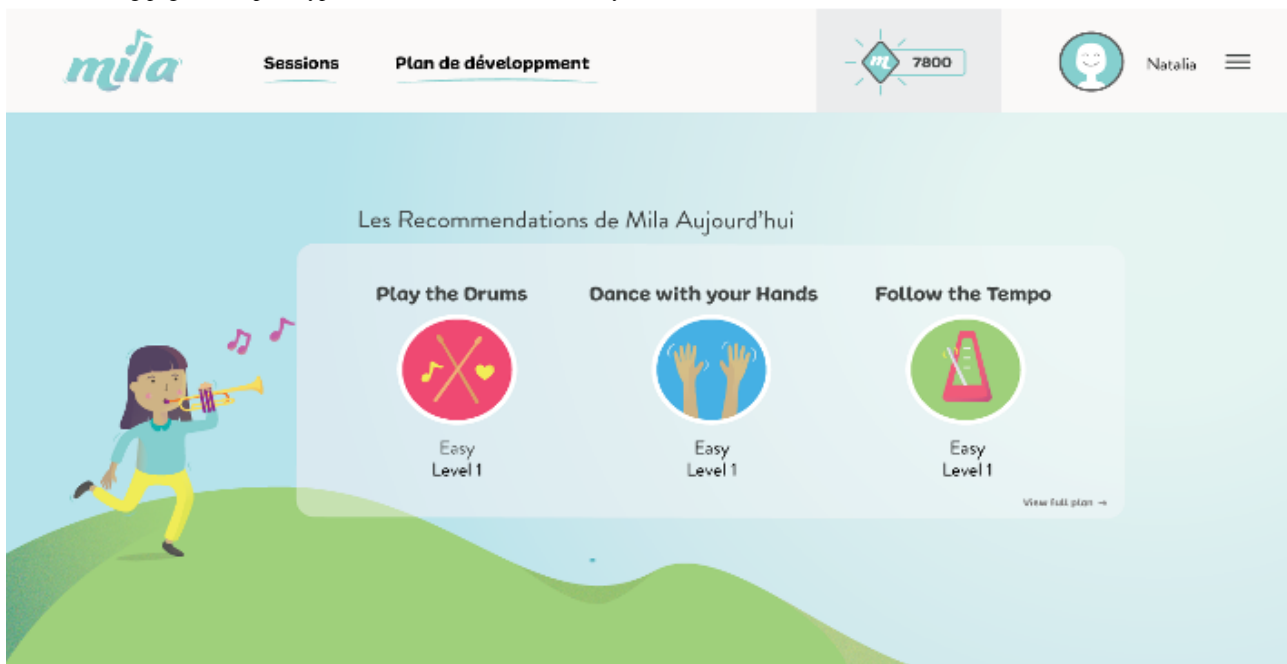 mila
Sessions
Plan de développment
m
7800
Natalia
Les Recommendations de Mila Aujourd'hui
Play the Drums
Dance with your Hands
Follow the Tempo
Easy
Level 1
Easy
Level 1
Easy
Level 1
View full plan →